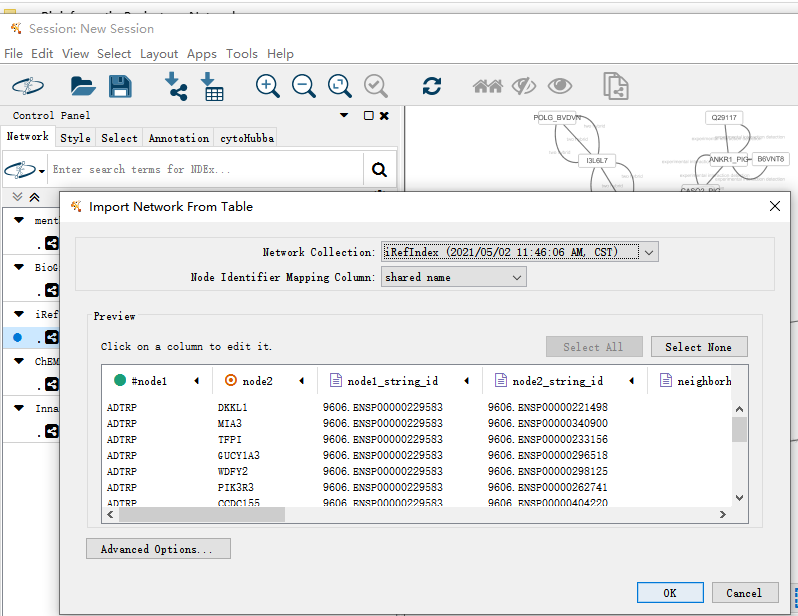 Session: New Session
File Edit View Select Layout Apps Tools Help
Control Panel
Network Style Select Annotation cytoHubba
Enter search terms for NDEx...
POLG_BVDVN
Q29117
I3L6L7
ANKR1_PIG
B6VNT8
CASQ2_PIG
ment
BioG
iRef
ChEM
Inna
Import Network From Table
Network Collection: iRefIndex (2021/05/02 11:46:06 AM, CST)
Node Identifier Mapping Column: shared name
Preview
Click on a column to edit it.
Select All Select None
#node1 node2 node1_string_id node2_string_id neighborh
ADTRP DKKL1 9606.ENSP00000229583 9606.ENSP00000221498
ADTRP MIA3 9606.ENSP00000229583 9606.ENSP00000340900
ADTRP TFPI 9606.ENSP00000229583 9606.ENSP00000233156
ADTRP GUCY1A3 9606.ENSP00000229583 9606.ENSP00000296518
ADTRP WDFY2 9606.ENSP00000229583 9606.ENSP00000298125
ADTRP PIK3R3 9606.ENSP00000229583 9606.ENSP00000262741
ADTRP CCDC155 9606.ENSP00000229583 9606.ENSP00000404220
Advanced Options...
OK Cancel